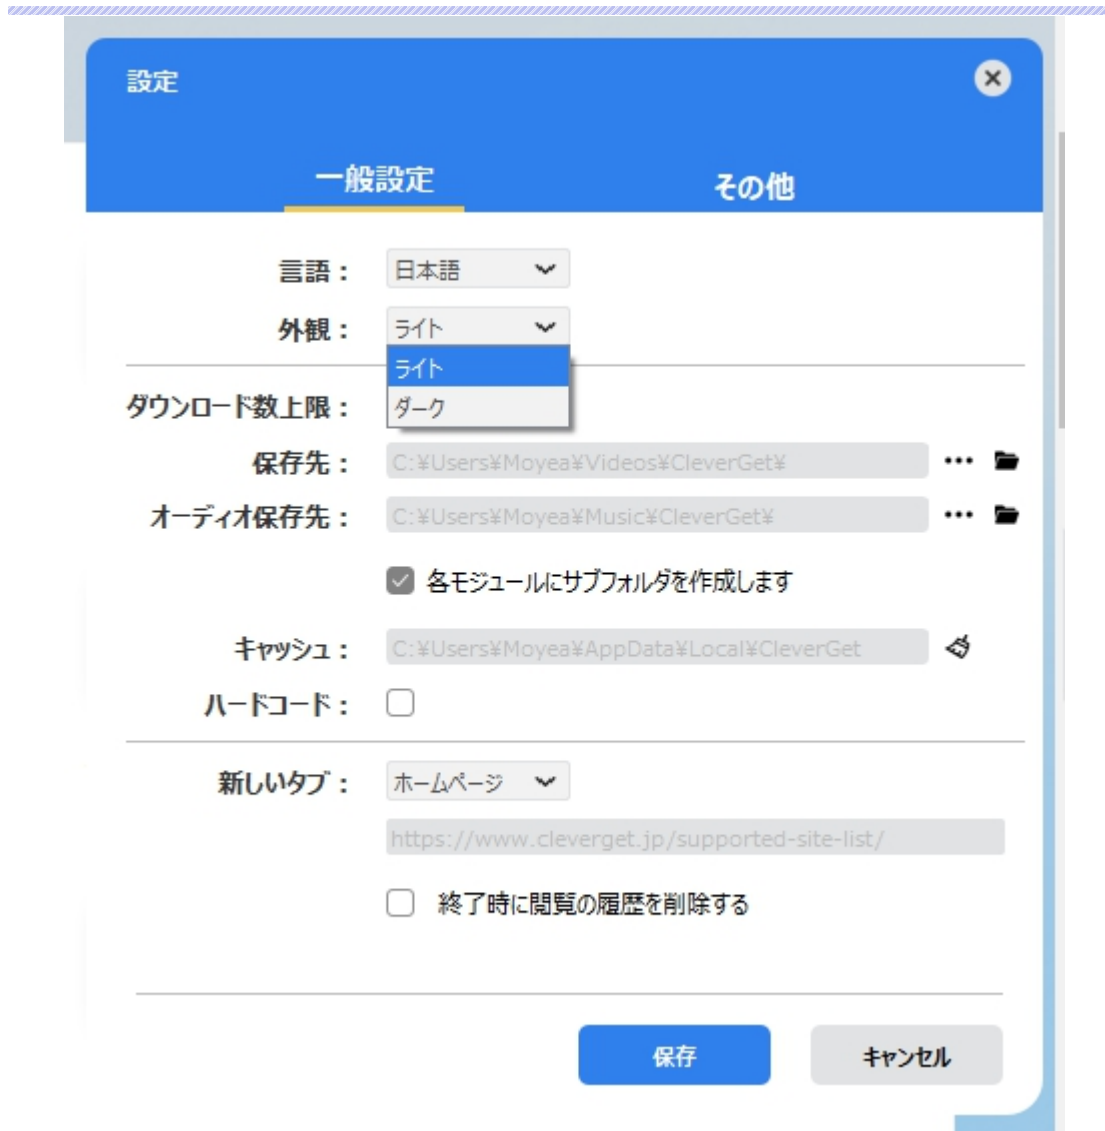 設定
一般設定 その他
言語： 日本語
外観： ライト
ライト
ダーク
ダウンロード数上限：
保存先： C:¥Users¥Moyea¥Videos¥CleverGet¥
オーディオ保存先： C:¥Users¥Moyea¥Music¥CleverGet¥
各モジュールにサブフォルダを作成します
キャッシュ： C:¥Users¥Moyea¥AppData¥Local¥CleverGet
ハードコード：
新しいタブ： ホームページ
https://www.cleverget.jp/supported-site-list/
終了時に閲覧の履歴を削除する
保存 キャンセル